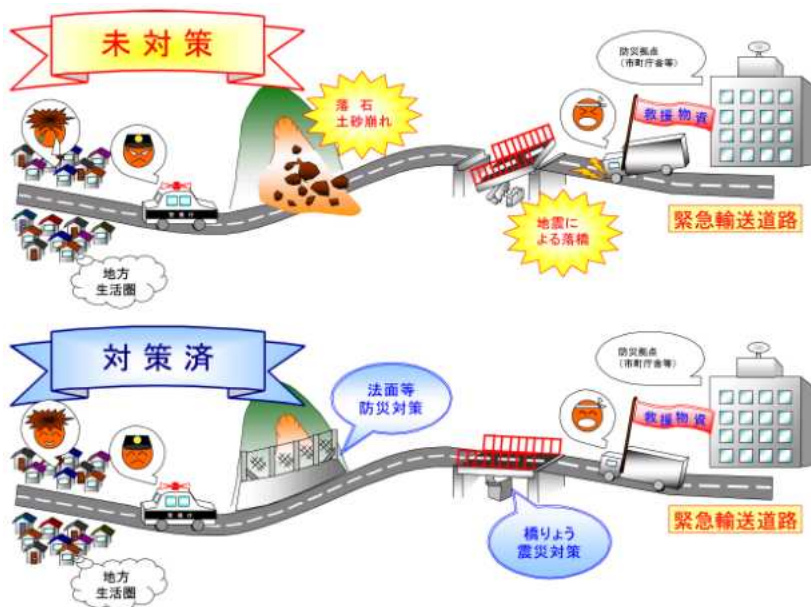 未対策
防災拠点
(市町庁舎等)
落石
土砂崩れ
救援物資
地震に
よる落橋
緊急輸送道路
地方
生活圏
対策済
防災拠点
(市町庁舎等)
法面等
防災対策
救援物資
橋りょう
震災対策
緊急輸送道路
地方
生活圏